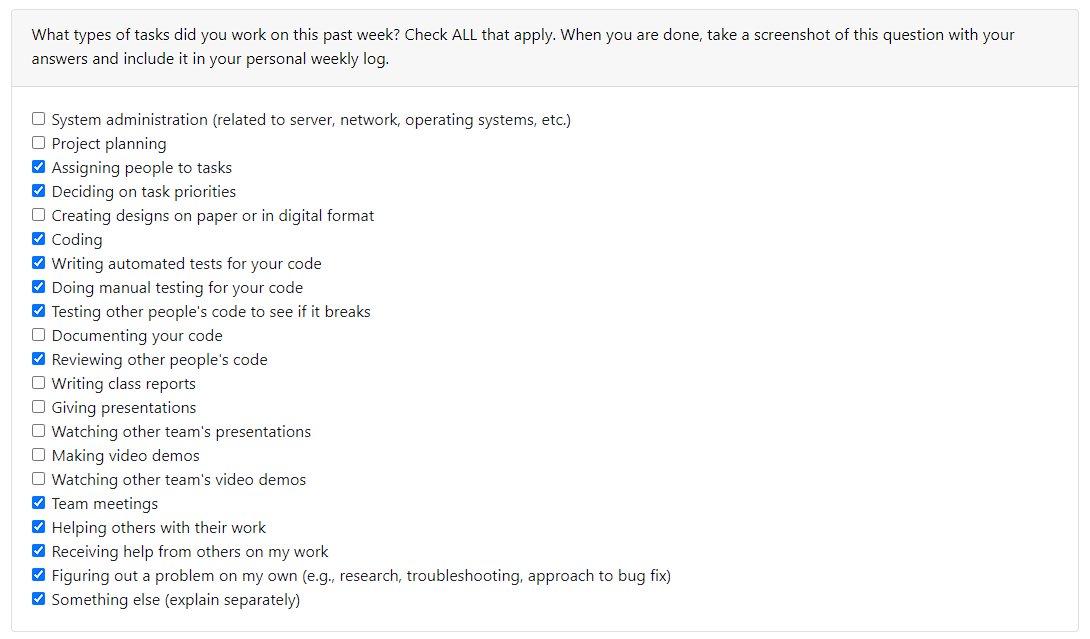 What types of tasks did you work on this past week? Check ALL that apply. When you are done, take a screenshot of this question with your
answers and include it in your personal weekly log.
System administration (related to server, network, operating systems, etc.)
Project planning
Assigning people to tasks
Deciding on task priorities
Creating designs on paper or in digital format
Coding
Writing automated tests for your code
Doing manual testing for your code
Testing other people's code to see if it breaks
Documenting your code
Reviewing other people's code
Writing class reports
Giving presentations
Watching other team's presentations
Making video demos
Watching other team's video demos
Team meetings
Helping others with their work
Receiving help from others on my work
Figuring out a problem on my own (e.g., research, troubleshooting, approach to bug fix)
Something else (explain separately)